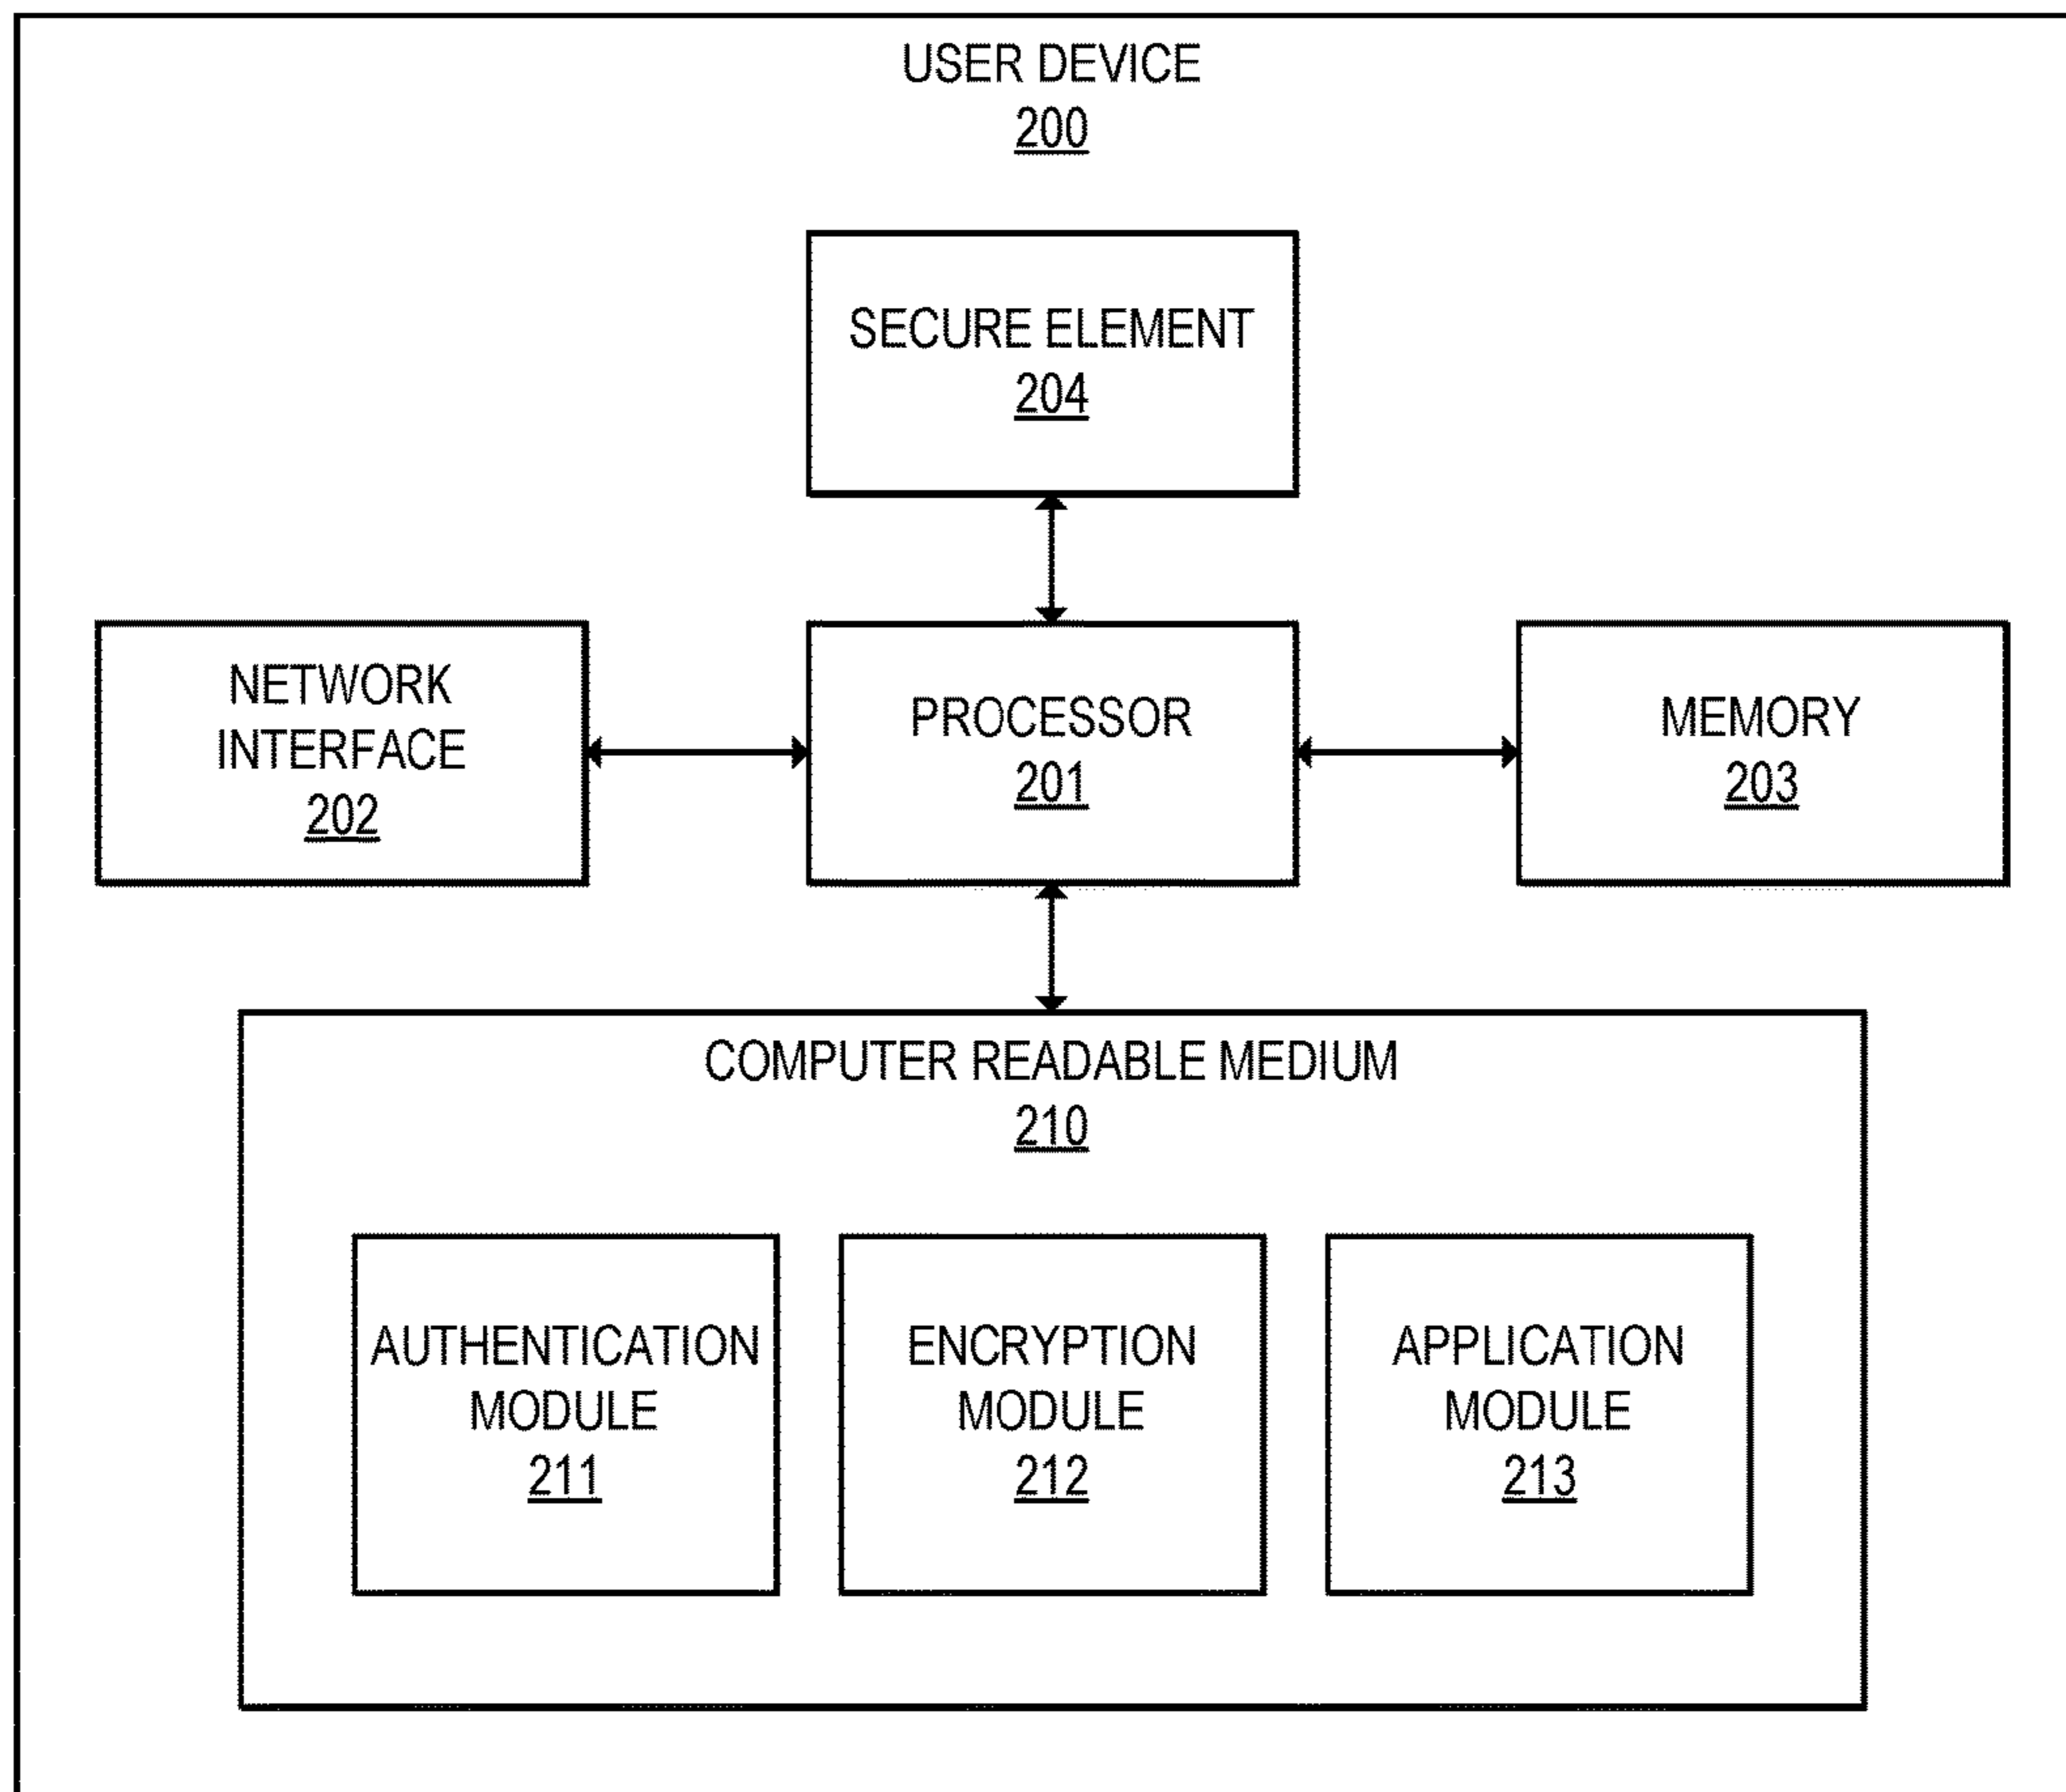 USER DEVICE
200
SECURE ELEMENT
204
NETWORK
INTERFACE
202
PROCESSOR
201
MEMORY
203
COMPUTER READABLE MEDIUM
210
AUTHENTICATION
MODULE
211
ENCRYPTION
MODULE
212
APPLICATION
MODULE
213